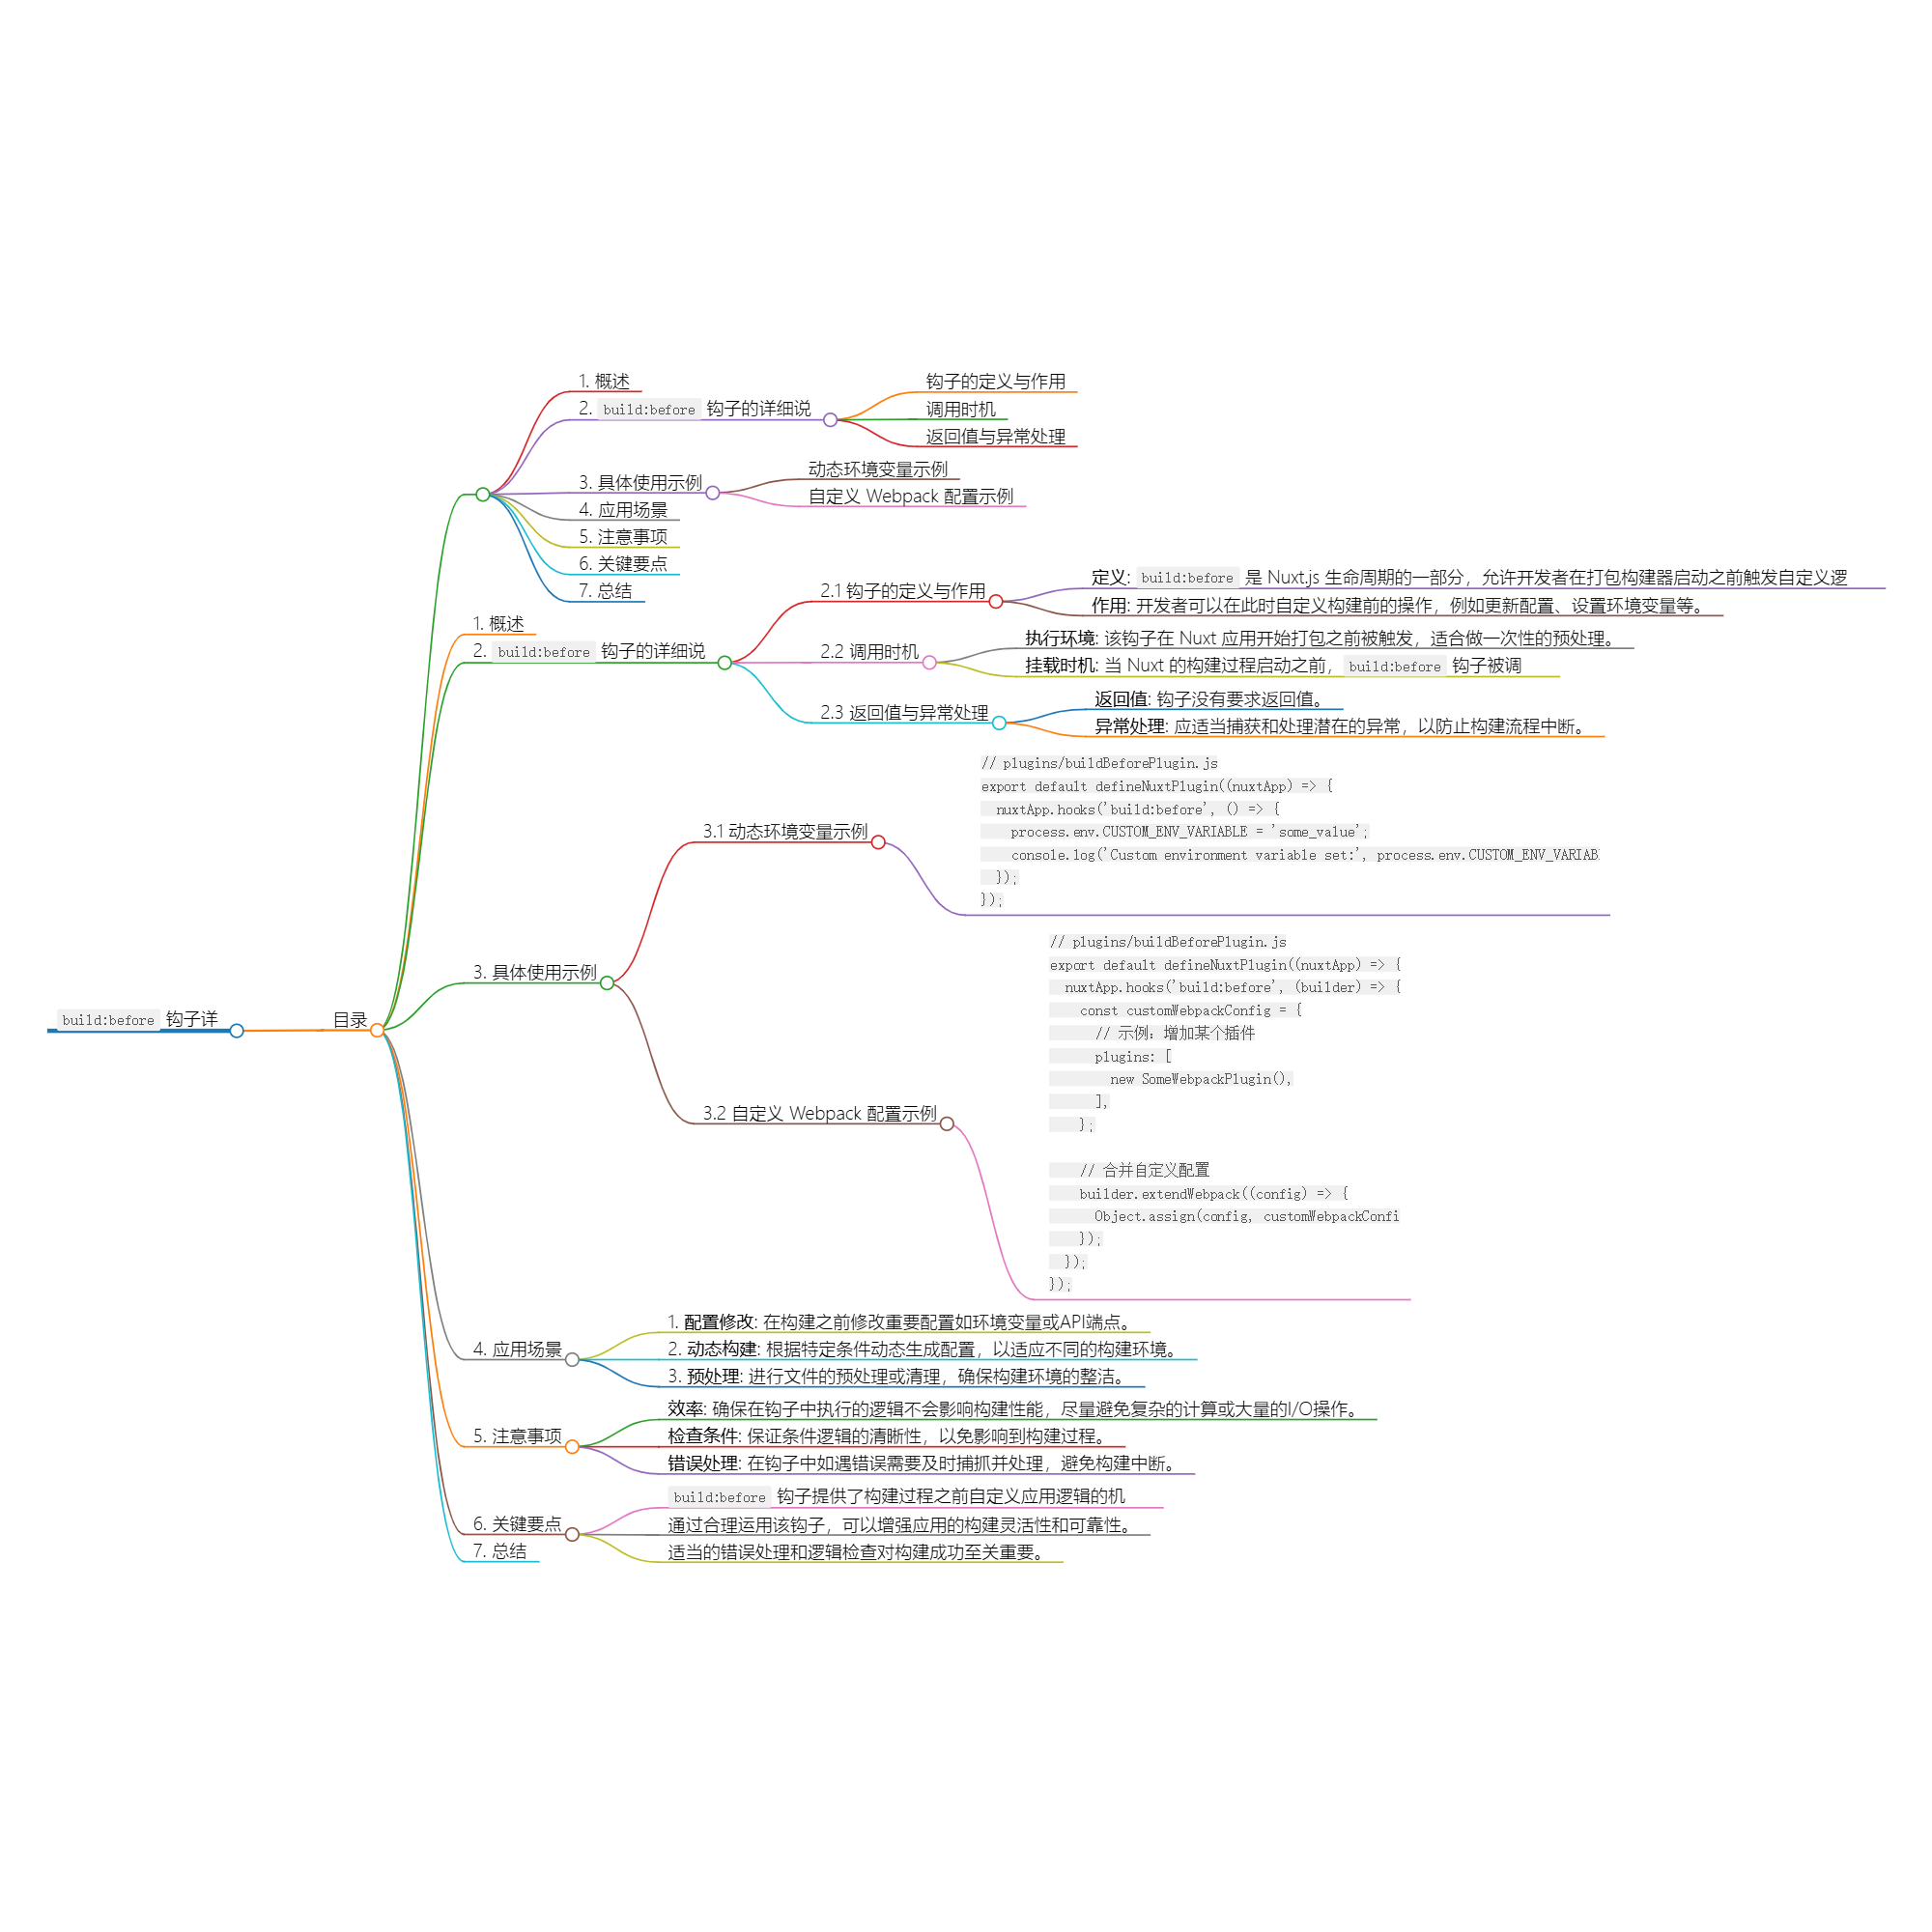 build:before 钩子详
目录
1. 概述
2. build:before 钩子的详细说
钩子的定义与作用
调用时机
返回值与异常处理
3. 具体使用示例
动态环境变量示例
自定义 Webpack 配置示例
4. 应用场景
5. 注意事项
6. 关键要点
7. 总结
1. 概述
2. build:before 钩子的详细说
2.1 钩子的定义与作用
定义: build:before 是 Nuxt.js 生命周期的一部分，允许开发者在打包构建器启动之前触发自定义逻
作用: 开发者可以在此时自定义构建前的操作，例如更新配置、设置环境变量等。
2.2 调用时机
执行环境: 该钩子在 Nuxt 应用开始打包之前被触发，适合做一次性的预处理。
挂载时机: 当 Nuxt 的构建过程启动之前，build:before 钩子被调
2.3 返回值与异常处理
返回值: 钩子没有要求返回值。
异常处理: 应适当捕获和处理潜在的异常，以防止构建流程中断。
3. 具体使用示例
3.1 动态环境变量示例
// plugins/buildBeforePlugin.js
export default defineNuxtPlugin((nuxtApp) => {
  nuxtApp.hooks('build:before', () => {
    process.env.CUSTOM_ENV_VARIABLE = 'some_value';
    console.log('Custom environment variable set:', process.env.CUSTOM_ENV_VARIAB
  });
});
3.2 自定义 Webpack 配置示例
// plugins/buildBeforePlugin.js
export default defineNuxtPlugin((nuxtApp) => {
  nuxtApp.hooks('build:before', (builder) => {
    const customWebpackConfig = {
      // 示例：增加某个插件
      plugins: [
        new SomeWebpackPlugin(),
      ],
    };
    // 合并自定义配置
    builder.extendWebpack((config) => {
      Object.assign(config, customWebpackConfi
    });
  });
});
4. 应用场景
1. 配置修改: 在构建之前修改重要配置如环境变量或API端点。
2. 动态构建: 根据特定条件动态生成配置，以适应不同的构建环境。
3. 预处理: 进行文件的预处理或清理，确保构建环境的整洁。
5. 注意事项
效率: 确保在钩子中执行的逻辑不会影响构建性能，尽量避免复杂的计算或大量的I/O操作。
检查条件: 保证条件逻辑的清晰性，以免影响到构建过程。
错误处理: 在钩子中如遇错误需要及时捕抓并处理，避免构建中断。
6. 关键要点
build:before 钩子提供了构建过程之前自定义应用逻辑的机
通过合理运用该钩子，可以增强应用的构建灵活性和可靠性。
适当的错误处理和逻辑检查对构建成功至关重要。
7. 总结